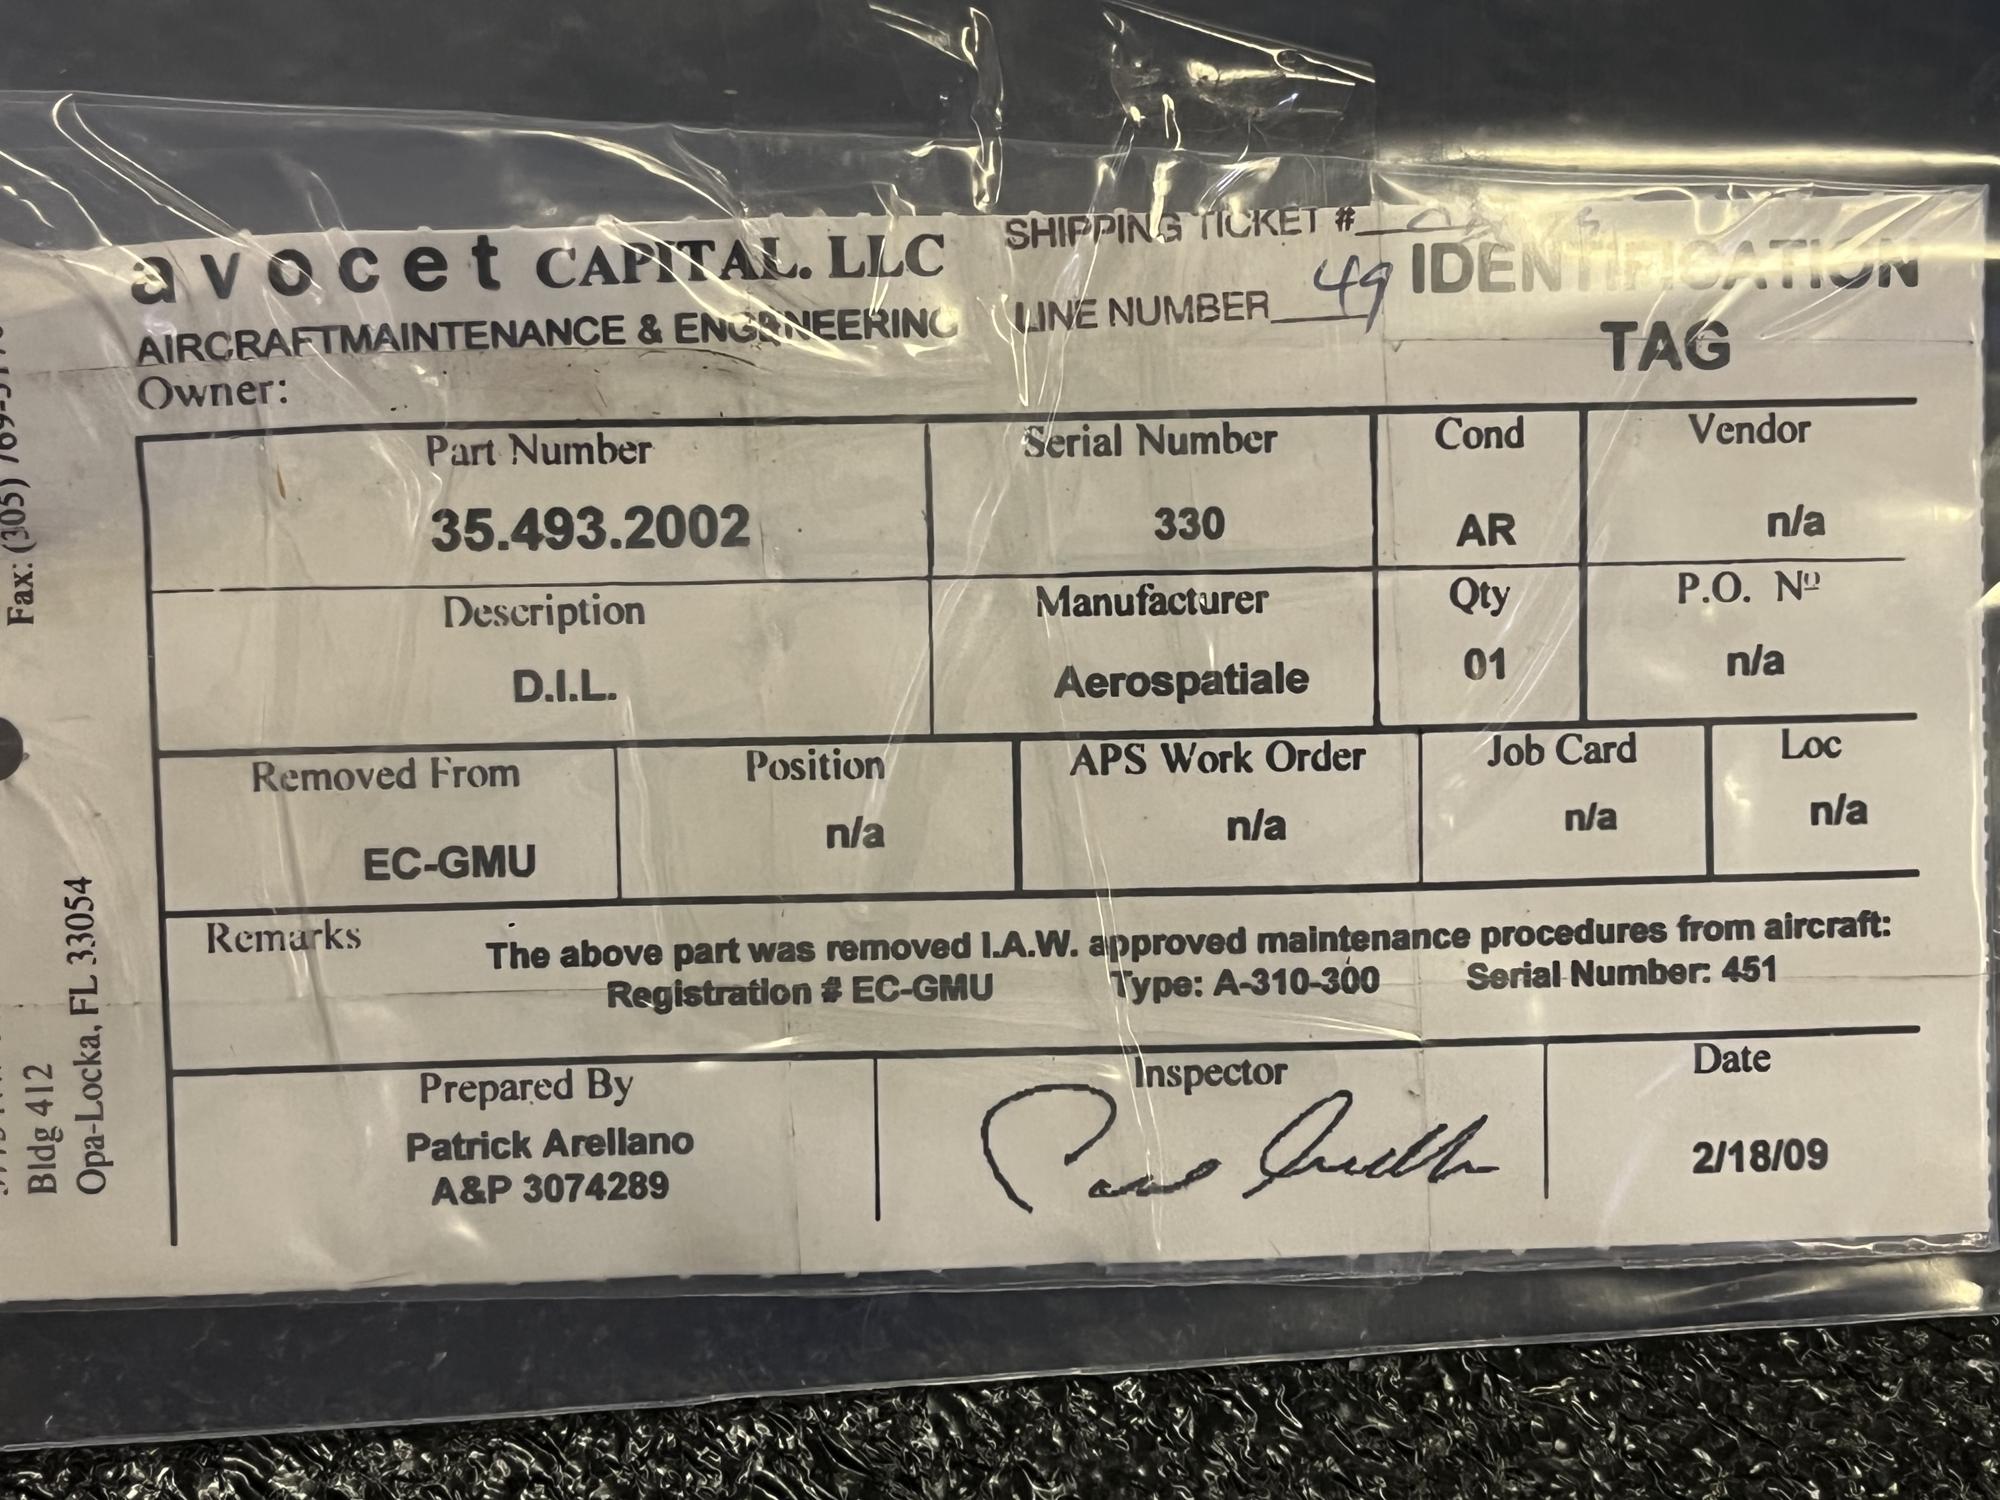 avocet CAPITAL. LLC
AIRCRAFTMAINTENANCE & ENGENEERING
Owner:
SHIPPING TICKET #
LINE NUMBER 49
IDENTIFICATION
TAG
Part Number
35.493.2002
Serial Number
330
Cond
AR
Vendor
n/a
Description
D.I.L.
Manufacturer
Aerospatiale
Qty
01
P.O. Nº
n/a
Removed From
EC-GMU
Position
n/a
APS Work Order
n/a
Job Card
n/a
Loc
n/a
Remarks
The above part was removed I.A.W. approved maintenance procedures from aircraft:
Registration # EC-GMU Type: A-310-300 Serial Number: 451
Prepared By
Patrick Arellano
A&P 3074289
Inspector
Date
2/18/09
Fax: (305)
Bldg 412
Opa-Locka, FL 33054